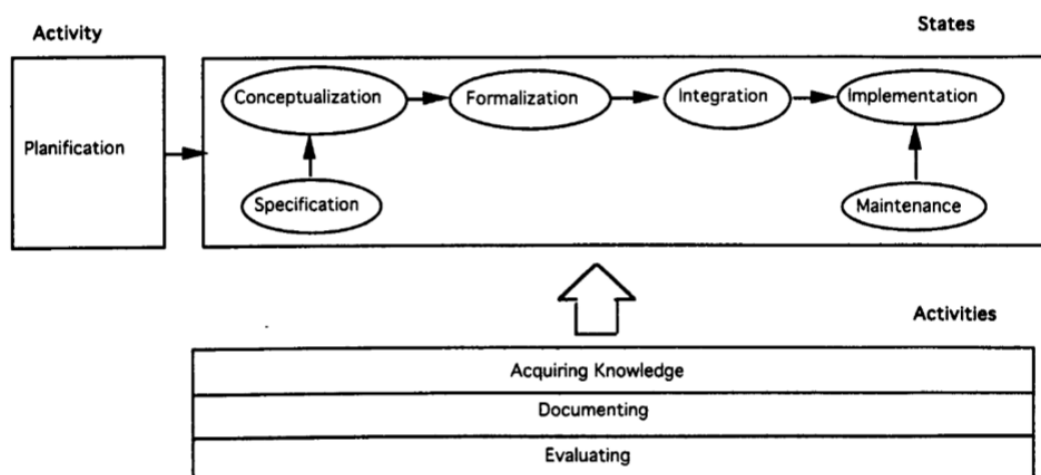 Activity
States
Planification
Conceptualization
Formalization
Integration
Implementation
Specification
Maintenance
Activities
Acquiring Knowledge
Documenting
Evaluating